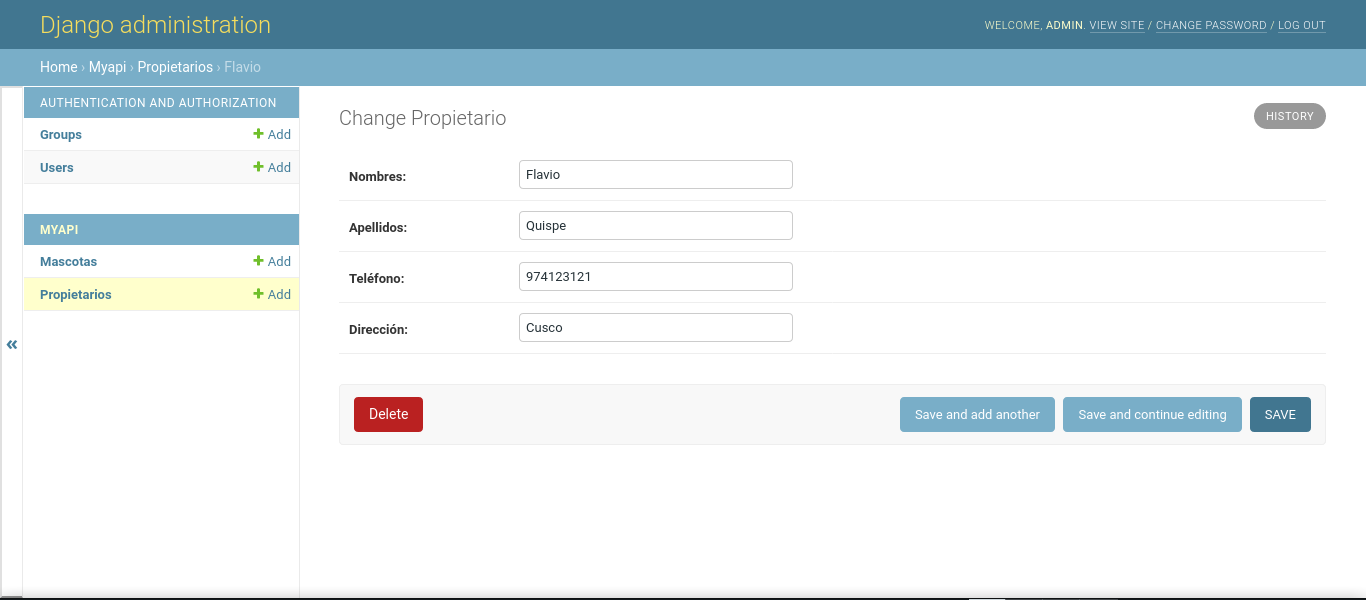 Django administration
WELCOME, ADMIN. VIEW SITE / CHANGE PASSWORD / LOG OUT
Home › Myapi › Propietarios › Flavio
AUTHENTICATION AND AUTHORIZATION
Groups + Add
Users + Add
MYAPI
Mascotas + Add
Propietarios + Add
«
Change Propietario
HISTORY
Nombres: Flavio
Apellidos: Quispe
Teléfono: 974123121
Dirección: Cusco
Delete Save and add another Save and continue editing SAVE